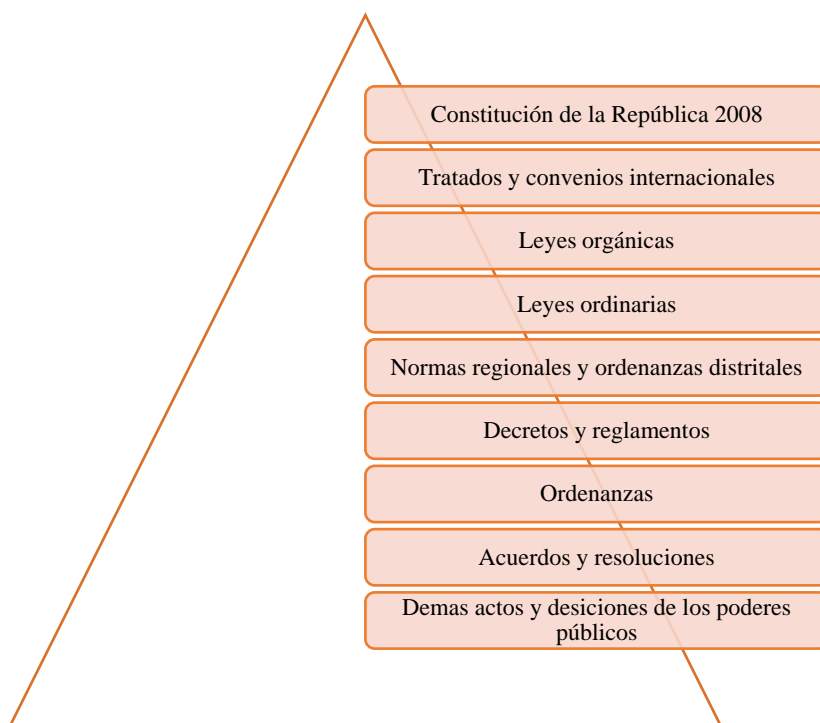 Constitución de la República 2008
Tratados y convenios internacionales
Leyes orgánicas
Leyes ordinarias
Normas regionales y ordenanzas distritales
Decretos y reglamentos
Ordenanzas
Acuerdos y resoluciones
Demas actos y desiciones de los poderes
públicos